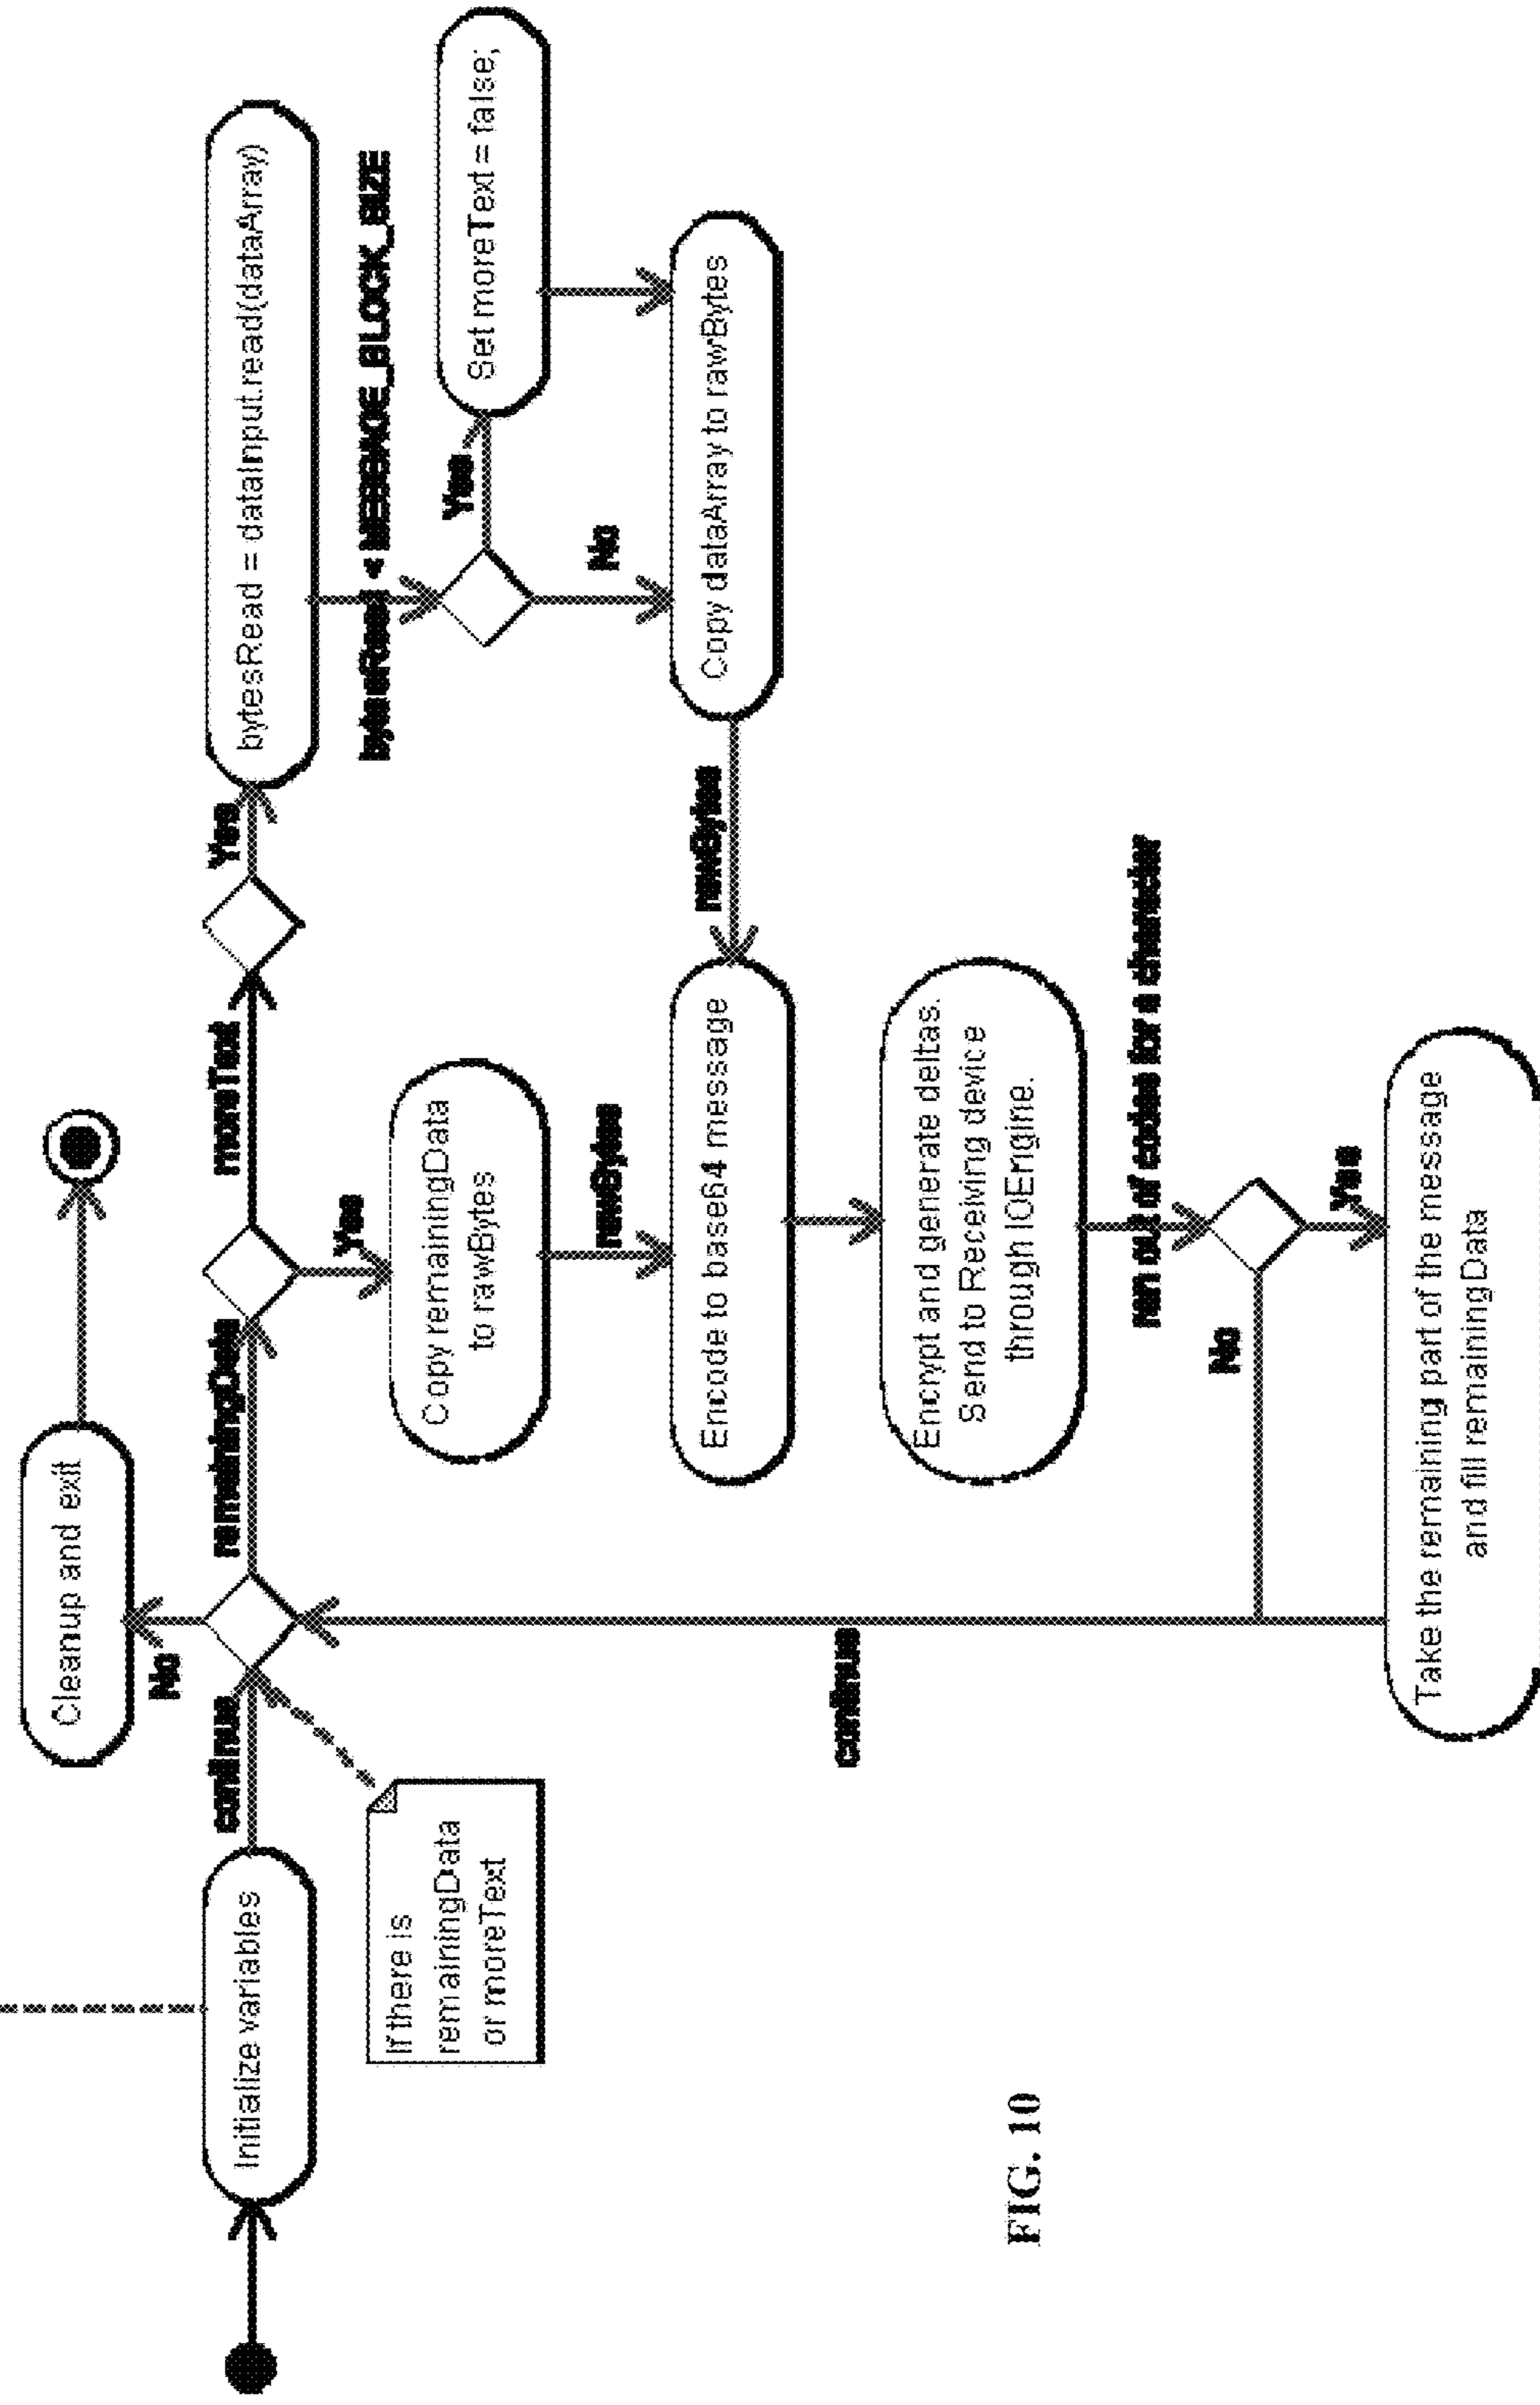 Cleanup and exit
No
Initialize variables
continue
remainingData
moreText
Yes
bytesRead = dataInput.read(dataArray)
If there is
remainingData
or moreText
Yes
bytesRead < MESSAGE_BLOCK_SIZE
Copy remainingData
to rawBytes
Yes
Set moreText = false;
rawBytes
No
Encode to base64 message
rawBytes
Copy dataArray to rawBytes
Encrypt and generate deltas.
Send to Receiving device
through IOEngine.
continue
ran out of codes for a character
No
Yes
Take the remaining part of the message
and fill remainingData
FIG. 10